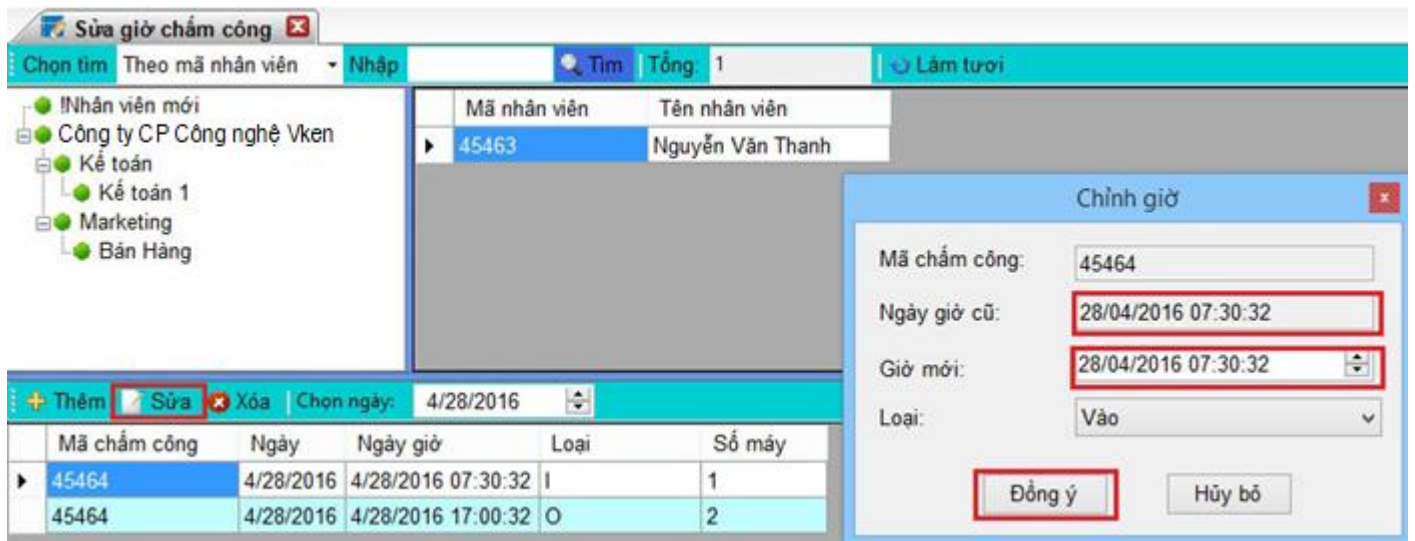 Sửa giờ chấm công
Chọn tìm Theo mã nhân viên Nhập Tìm Tổng: 1 Làm tươi
!Nhân viên mới
Công ty CP Công nghệ Vken
Kế toán
Kế toán 1
Marketing
Bán Hàng
Mã nhân viên Tên nhân viên
45463 Nguyễn Văn Thanh
Thêm Sửa Xóa Chọn ngày: 4/28/2016
Mã chấm công Ngày Ngày giờ Loại Số máy
45464 4/28/2016 4/28/2016 07:30:32 I 1
45464 4/28/2016 4/28/2016 17:00:32 O 2
Chỉnh giờ
Mã chấm công: 45464
Ngày giờ cũ: 28/04/2016 07:30:32
Giờ mới: 28/04/2016 07:30:32
Loại: Vào
Đồng ý Hủy bỏ